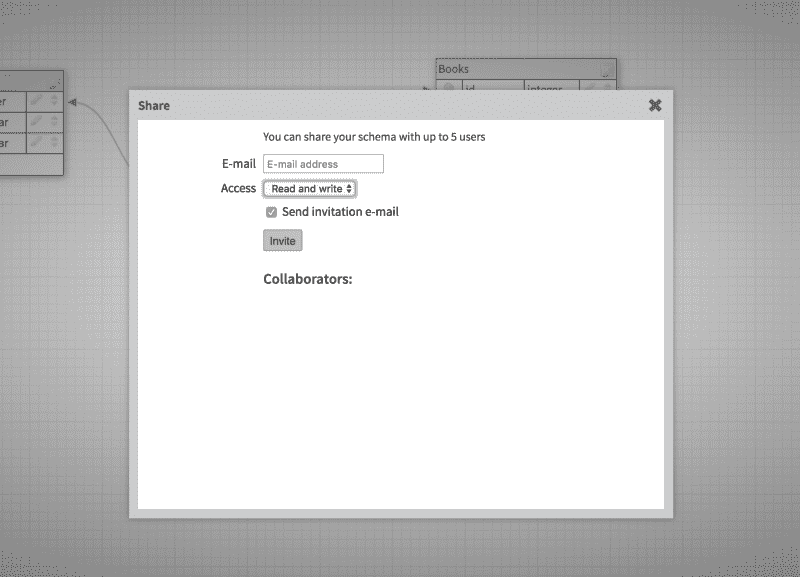 Books
id integer
er
ar
ar
Share
You can share your schema with up to 5 users
E-mail E-mail address
Access Read and write
Send invitation e-mail
Invite
Collaborators: